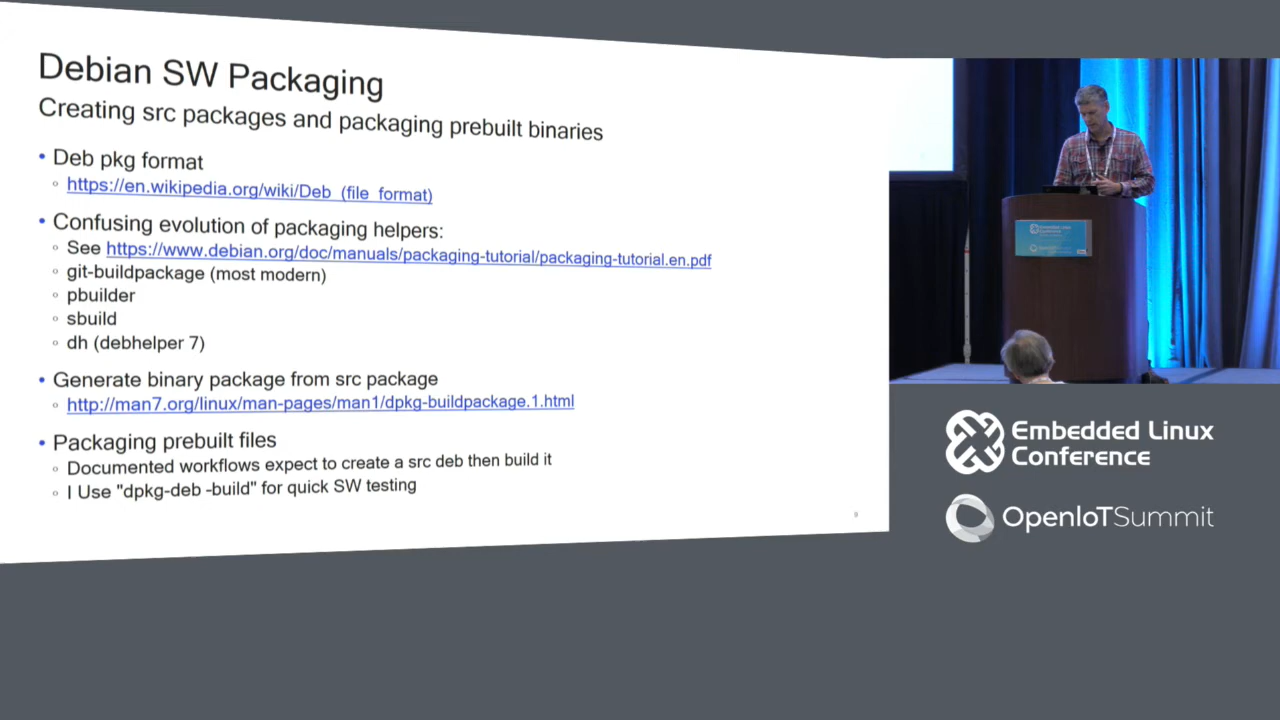 Debian SW Packaging
Creating src packages and packaging prebuilt binaries
• Deb pkg format
◦ https://en.wikipedia.org/wiki/Deb_(file_format)
• Confusing evolution of packaging helpers:
◦ See https://www.debian.org/doc/manuals/packaging-tutorial/packaging-tutorial.en.pdf
◦ git-buildpackage (most modern)
◦ pbuilder
◦ sbuild
◦ dh (debhelper 7)
• Generate binary package from src package
◦ http://man7.org/linux/man-pages/man1/dpkg-buildpackage.1.html
• Packaging prebuilt files
◦ Documented workflows expect to create a src deb then build it
◦ I Use "dpkg-deb -build" for quick SW testing
Embedded Linux
Conference
OpenIoTSummit
Embedded Linux
Conference
OpenIoTSummit